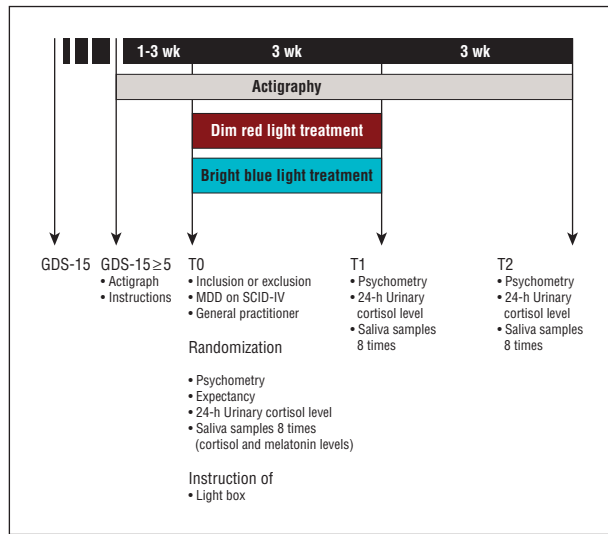 1-3 wk 3 wk 3 wk
Actigraphy
Dim red light treatment
Bright blue light treatment
GDS-15
GDS-15≥5
• Actigraph
• Instructions
T0
• Inclusion or exclusion
• MDD on SCID-IV
• General practitioner
Randomization
• Psychometry
• Expectancy
• 24-h Urinary cortisol level
• Saliva samples 8 times
(cortisol and melatonin levels)
Instruction of
• Light box
T1
• Psychometry
• 24-h Urinary
cortisol level
• Saliva samples
8 times
T2
• Psychometry
• 24-h Urinary
cortisol level
• Saliva samples
8 times